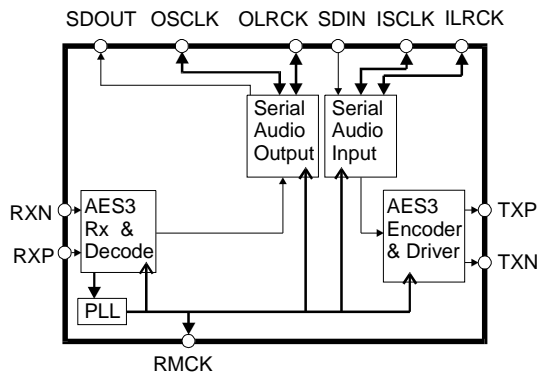 SDOUT OSCLK OLRCK SDIN ISCLK ILRCK
Serial
Audio
Output
Serial
Audio
Input
RXN
RXP
AES3
Rx &
Decode
AES3
Encoder
& Driver
TXP
TXN
PLL
RMCK